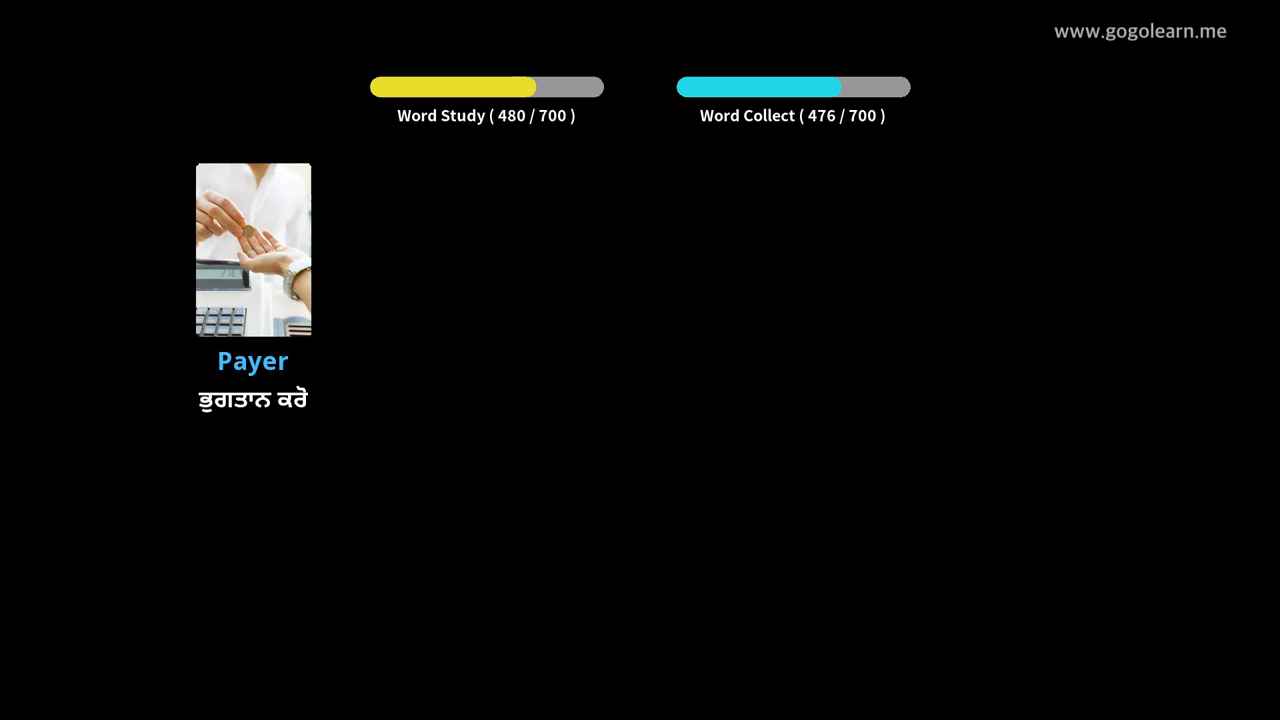 www.gogolearn.me
Word Study ( 480 / 700 )
Word Collect ( 476 / 700 )
Payer
ਭੁਗਤਾਨ ਕਰੋ